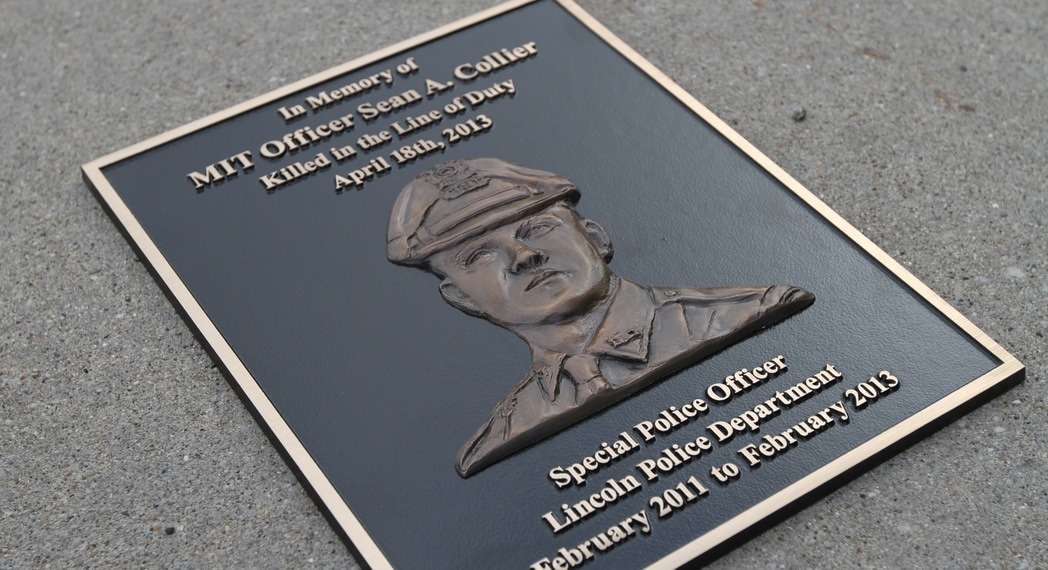 In Memory of
MIT Officer Sean A. Collier
Killed in the Line of Duty
April 18th, 2013
Special Police Officer
Lincoln Police Department
February 2011 to February 2013